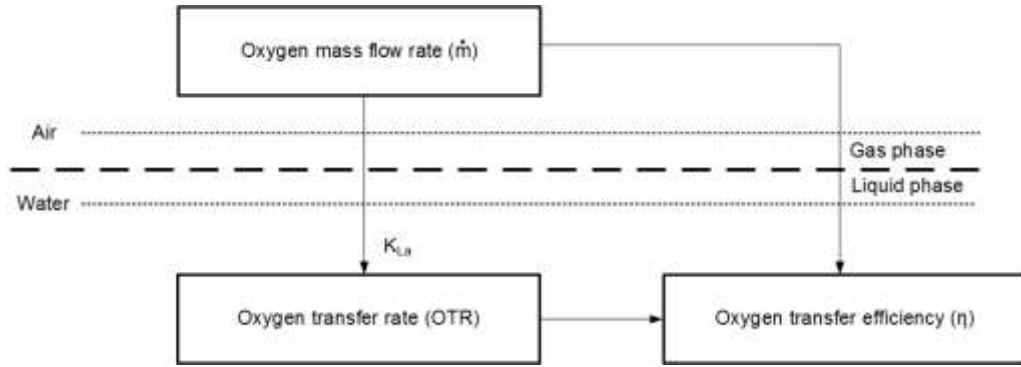 Oxygen mass flow rate (ṁ)
Air
Gas phase
Liquid phase
Water
KLa
Oxygen transfer rate (OTR)
Oxygen transfer efficiency (η)